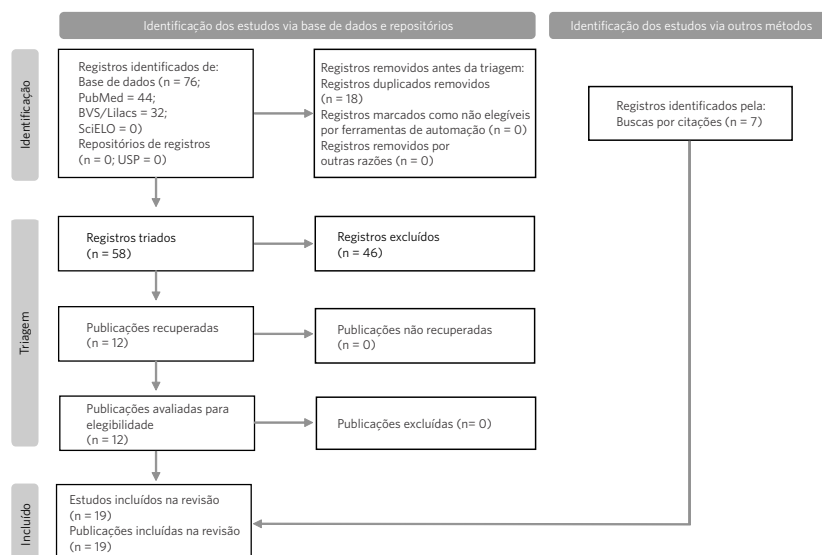 Identificação dos estudos via base de dados e repositórios
Identificação dos estudos via outros métodos
Identificação
Registros identificados de:
Base de dados (n = 76;
PubMed = 44;
BVS/Lilacs = 32;
SciELO = 0)
Repositórios de registros
(n = 0; USP = 0)
Registros removidos antes da triagem:
Registros duplicados removidos
(n = 18)
Registros marcados como não elegíveis
por ferramentas de automação (n = 0)
Registros removidos por
outras razões (n = 0)
Registros identificados pela:
Buscas por citações (n = 7)
Triagem
Registros triados
(n = 58)
Registros excluídos
(n = 46)
Publicações recuperadas
(n = 12)
Publicações não recuperadas
(n = 0)
Publicações avaliadas para
elegibilidade
(n = 12)
Publicações excluídas (n= 0)
Incluído
Estudos incluídos na revisão
(n = 19)
Publicações incluídas na revisão
(n = 19)